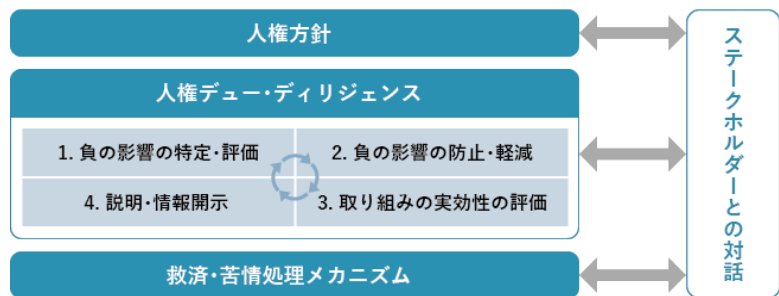 人権方針
人権デュー・ディリジェンス
1. 負の影響の特定・評価
2. 負の影響の防止・軽減
4. 説明・情報開示
3. 取り組みの実効性の評価
救済・苦情処理メカニズム
ステークホルダーとの対話